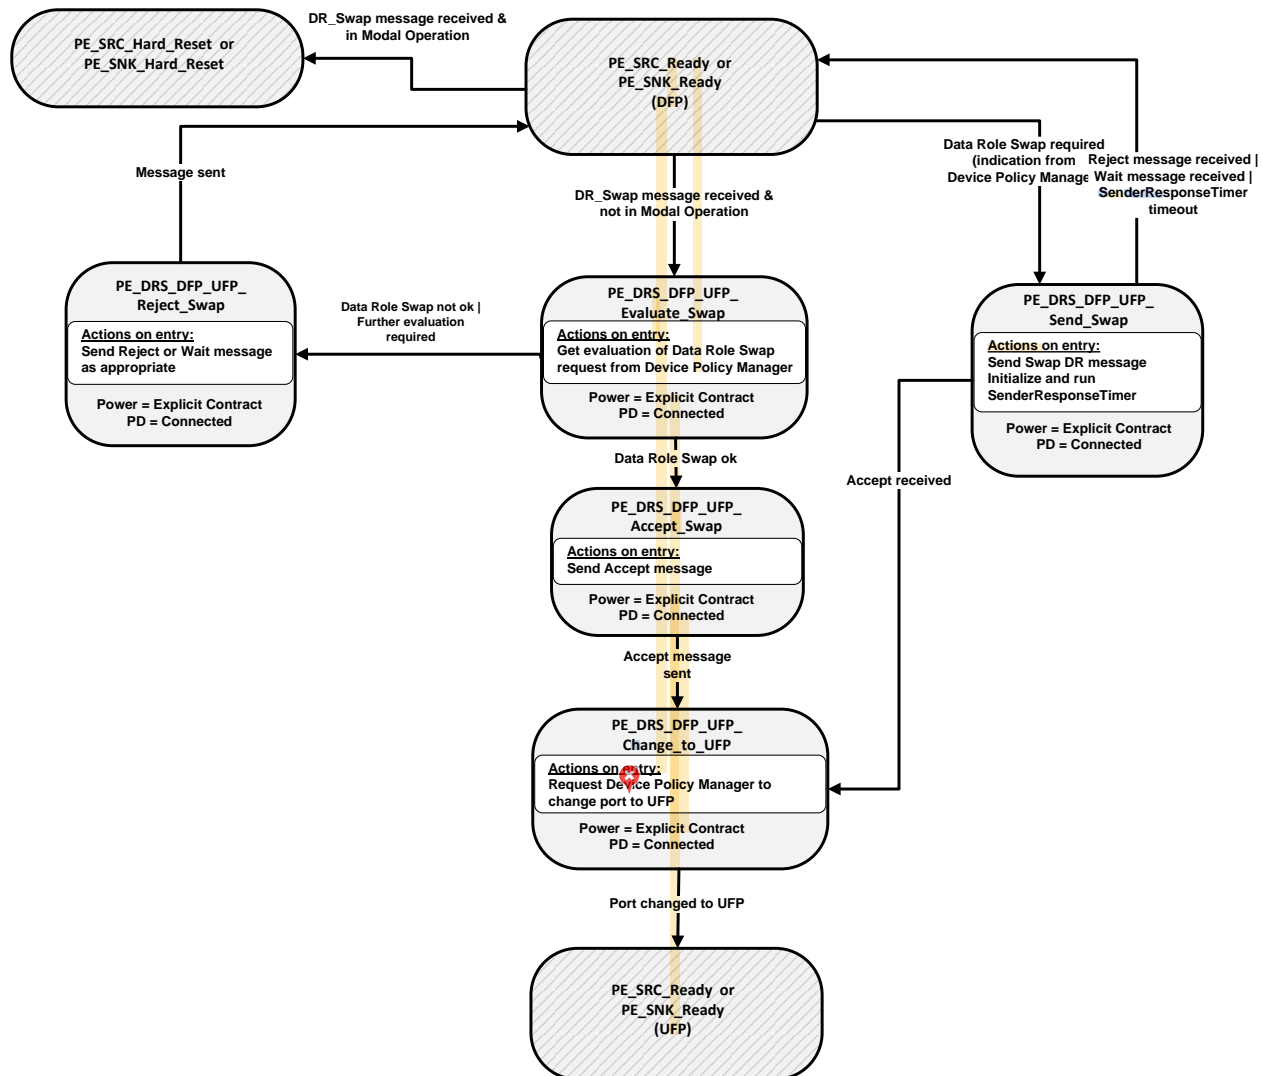 DR_Swap message received &
in Modal Operation
PE_SRC_Hard_Reset or
PE_SNK_Hard_Reset
PE_SRC_Ready or
PE_SNK_Ready
(DFP)
Message sent
DR_Swap message received &
not in Modal Operation
Data Role Swap required
(indication from
Device Policy Manage
Reject message received |
Wait message received |
SenderResponseTimer
timeout
PE_DRS_DFP_UFP_
Reject_Swap
Actions on entry:
Send Reject or Wait message
as appropriate
Power = Explicit Contract
PD = Connected
Data Role Swap not ok |
Further evaluation
required
PE_DRS_DFP_UFP_
Evaluate_Swap
Actions on entry:
Get evaluation of Data Role Swap
request from Device Policy Manager
Power = Explicit Contract
PD = Connected
PE_DRS_DFP_UFP_
Send_Swap
Actions on entry:
Send Swap DR message
Initialize and run
SenderResponseTimer
Power = Explicit Contract
PD = Connected
Data Role Swap ok
Accept received
PE_DRS_DFP_UFP_
Accept_Swap
Actions on entry:
Send Accept message
Power = Explicit Contract
PD = Connected
Accept message
sent
PE_DRS_DFP_UFP_
Change_to_UFP
Actions on entry:
Request Device Policy Manager to
change port to UFP
Power = Explicit Contract
PD = Connected
Port changed to UFP
PE_SRC_Ready or
PE_SNK_Ready
(UFP)